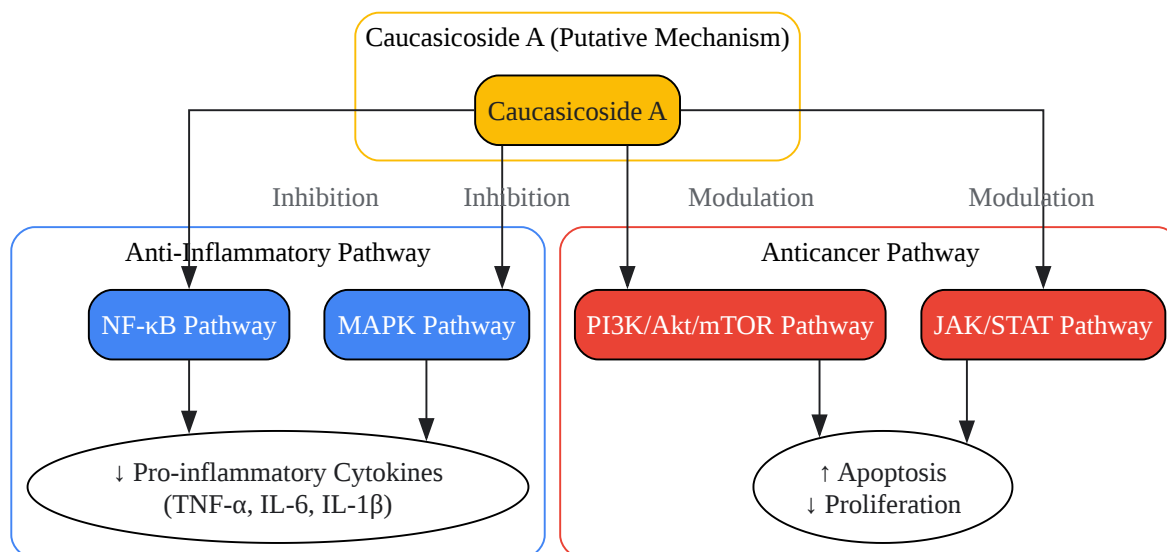 Caucasicoside A (Putative Mechanism)
Caucasicoside A
Inhibition
Inhibition
Modulation
Modulation
Anti-Inflammatory Pathway
Anticancer Pathway
NF-κB Pathway
MAPK Pathway
PI3K/Akt/mTOR Pathway
JAK/STAT Pathway
↓ Pro-inflammatory Cytokines
(TNF-α, IL-6, IL-1β)
↑ Apoptosis
↓ Proliferation